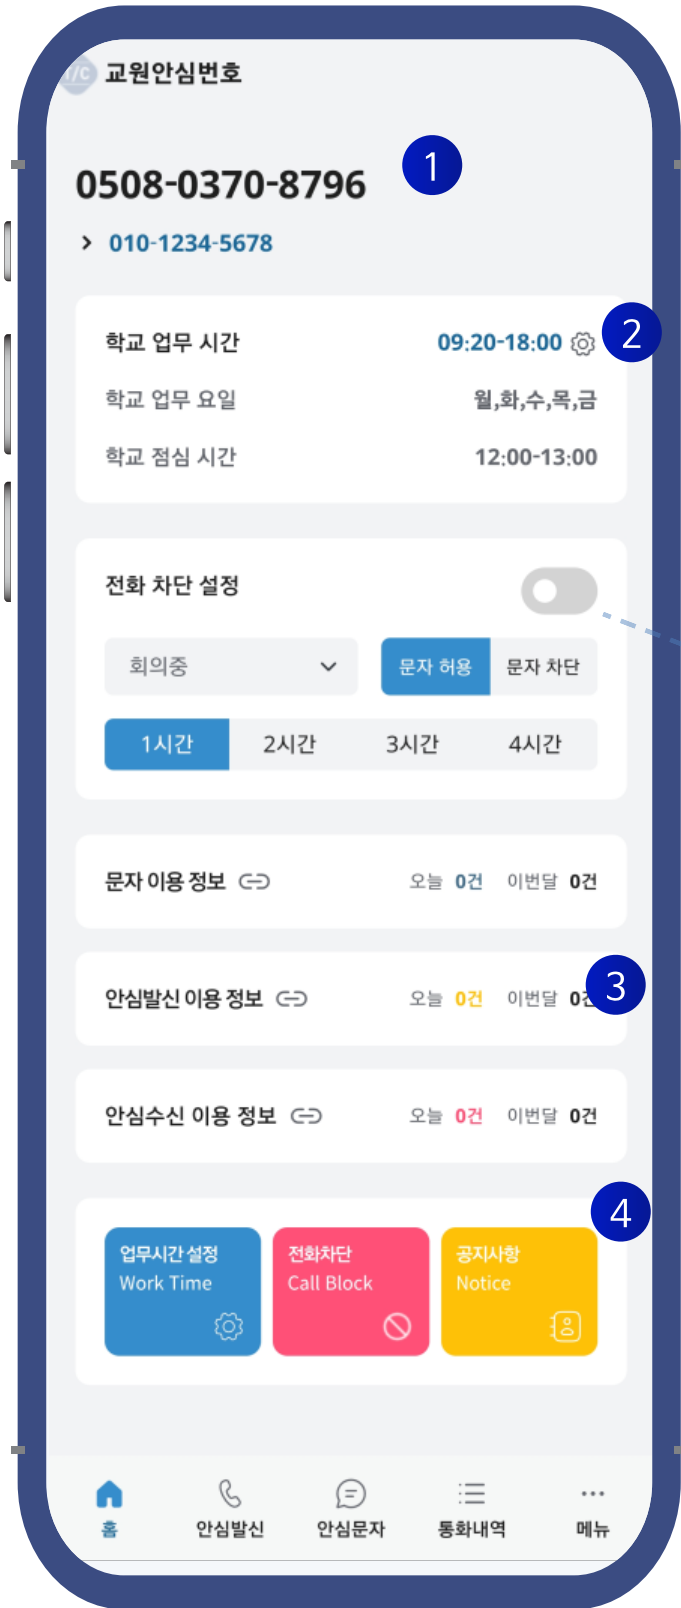 T/C 교원안심번호
1
0508-0370-8796
> 010-1234-5678
2
학교 업무 시간 09:20-18:00
학교 업무 요일 월,화,수,목,금
학교 점심 시간 12:00-13:00
전화 차단 설정
회의중 문자 허용 문자 차단
1시간 2시간 3시간 4시간
문자 이용 정보 오늘 0건 이번달 0건
3
안심발신 이용 정보 오늘 0건 이번달 0건
안심수신 이용 정보 오늘 0건 이번달 0건
4
업무시간 설정 전화차단 공지사항
Work Time Call Block Notice
홈 안심발신 안심문자 통화내역 메뉴